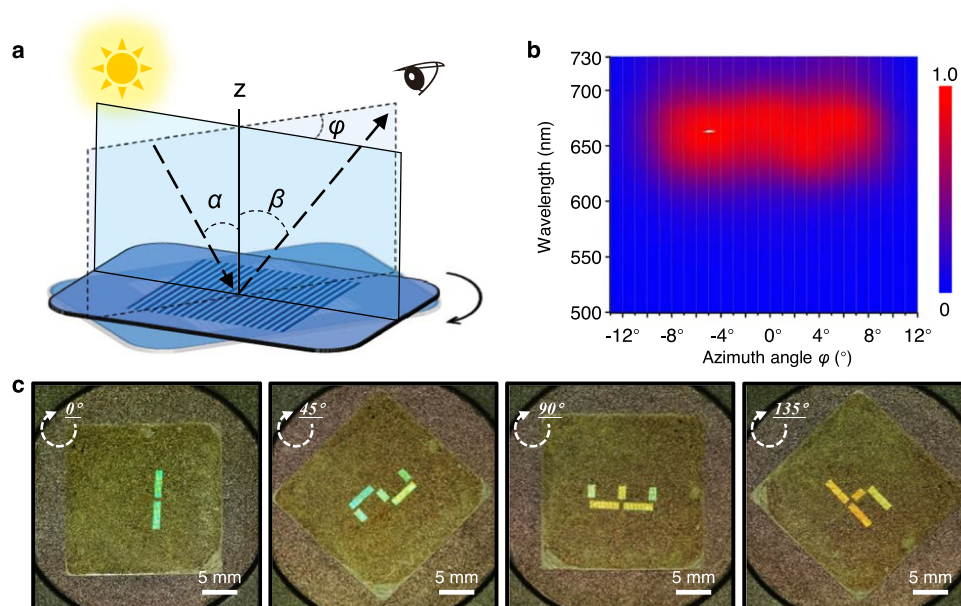 a
z
φ
α
β
b
730
700
650
600
550
500
Wavelength (nm)
-12° -8° -4° 0° 4° 8° 12°
Azimuth angle φ (°)
1.0
0
c
0°
5 mm
45°
5 mm
90°
5 mm
135°
5 mm